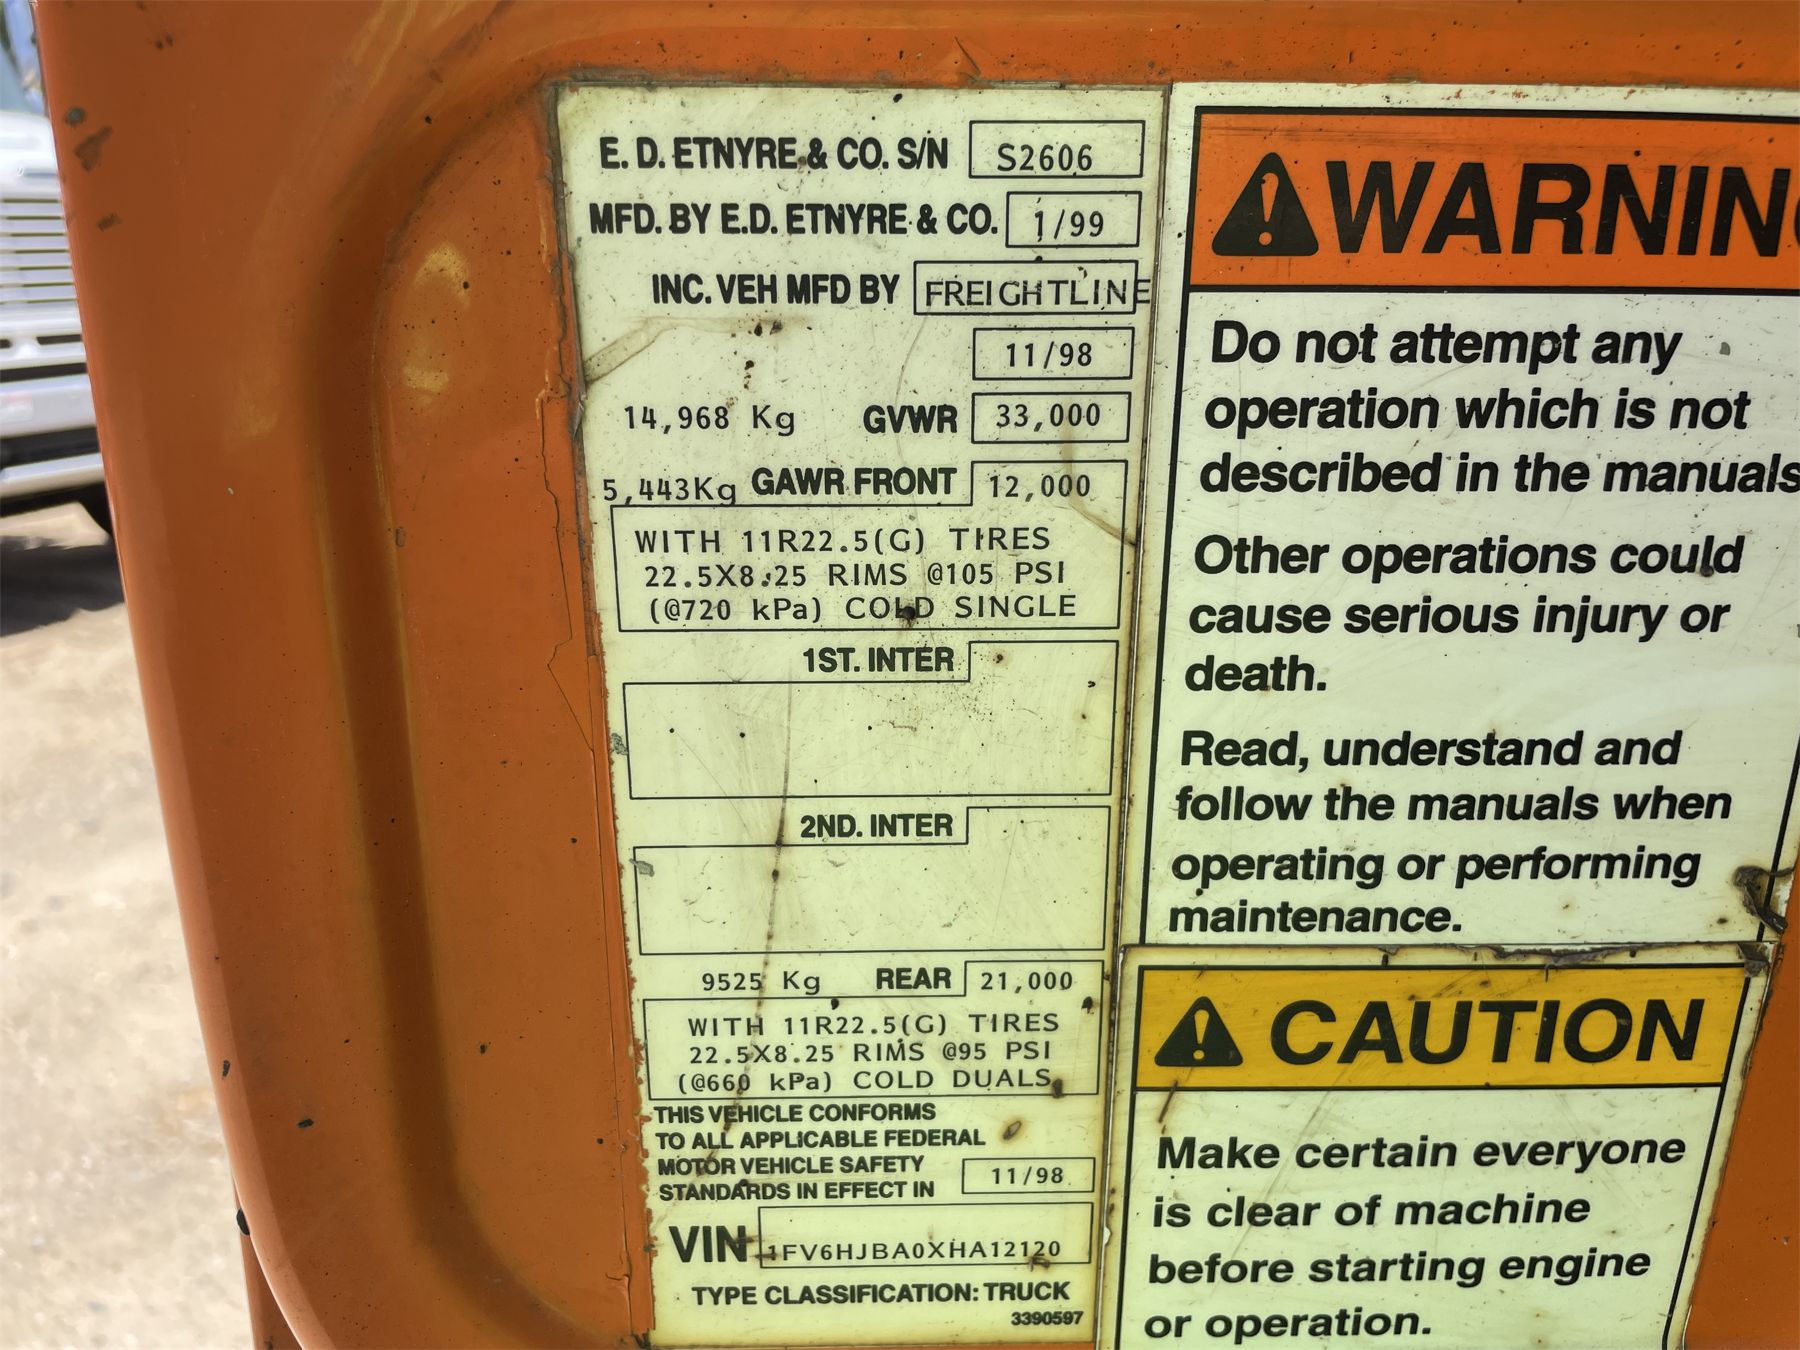 E. D. ETNYRE & CO. S/N S2606
MFD. BY E.D. ETNYRE & CO. 1/99
INC. VEH MFD BY FREIGHTLINE
11/98
14,968 Kg GVWR 33,000
5,443Kg GAWR FRONT 12,000
WITH 11R22.5(G) TIRES
22.5X8.25 RIMS @105 PSI
(@720 kPa) COLD SINGLE
1ST. INTER
2ND. INTER
9525 Kg REAR 21,000
WITH 11R22.5(G) TIRES
22.5X8.25 RIMS @95 PSI
(@660 kPa) COLD DUALS
THIS VEHICLE CONFORMS
TO ALL APPLICABLE FEDERAL
MOTOR VEHICLE SAFETY
STANDARDS IN EFFECT IN 11/98
VIN 1FV6HJBA0XHA12120
TYPE CLASSIFICATION: TRUCK
3390597
WARNIN
Do not attempt any
operation which is not
described in the manuals
Other operations could
cause serious injury or
death.
Read, understand and
follow the manuals when
operating or performing
maintenance.
CAUTION
Make certain everyone
is clear of machine
before starting engine
or operation.